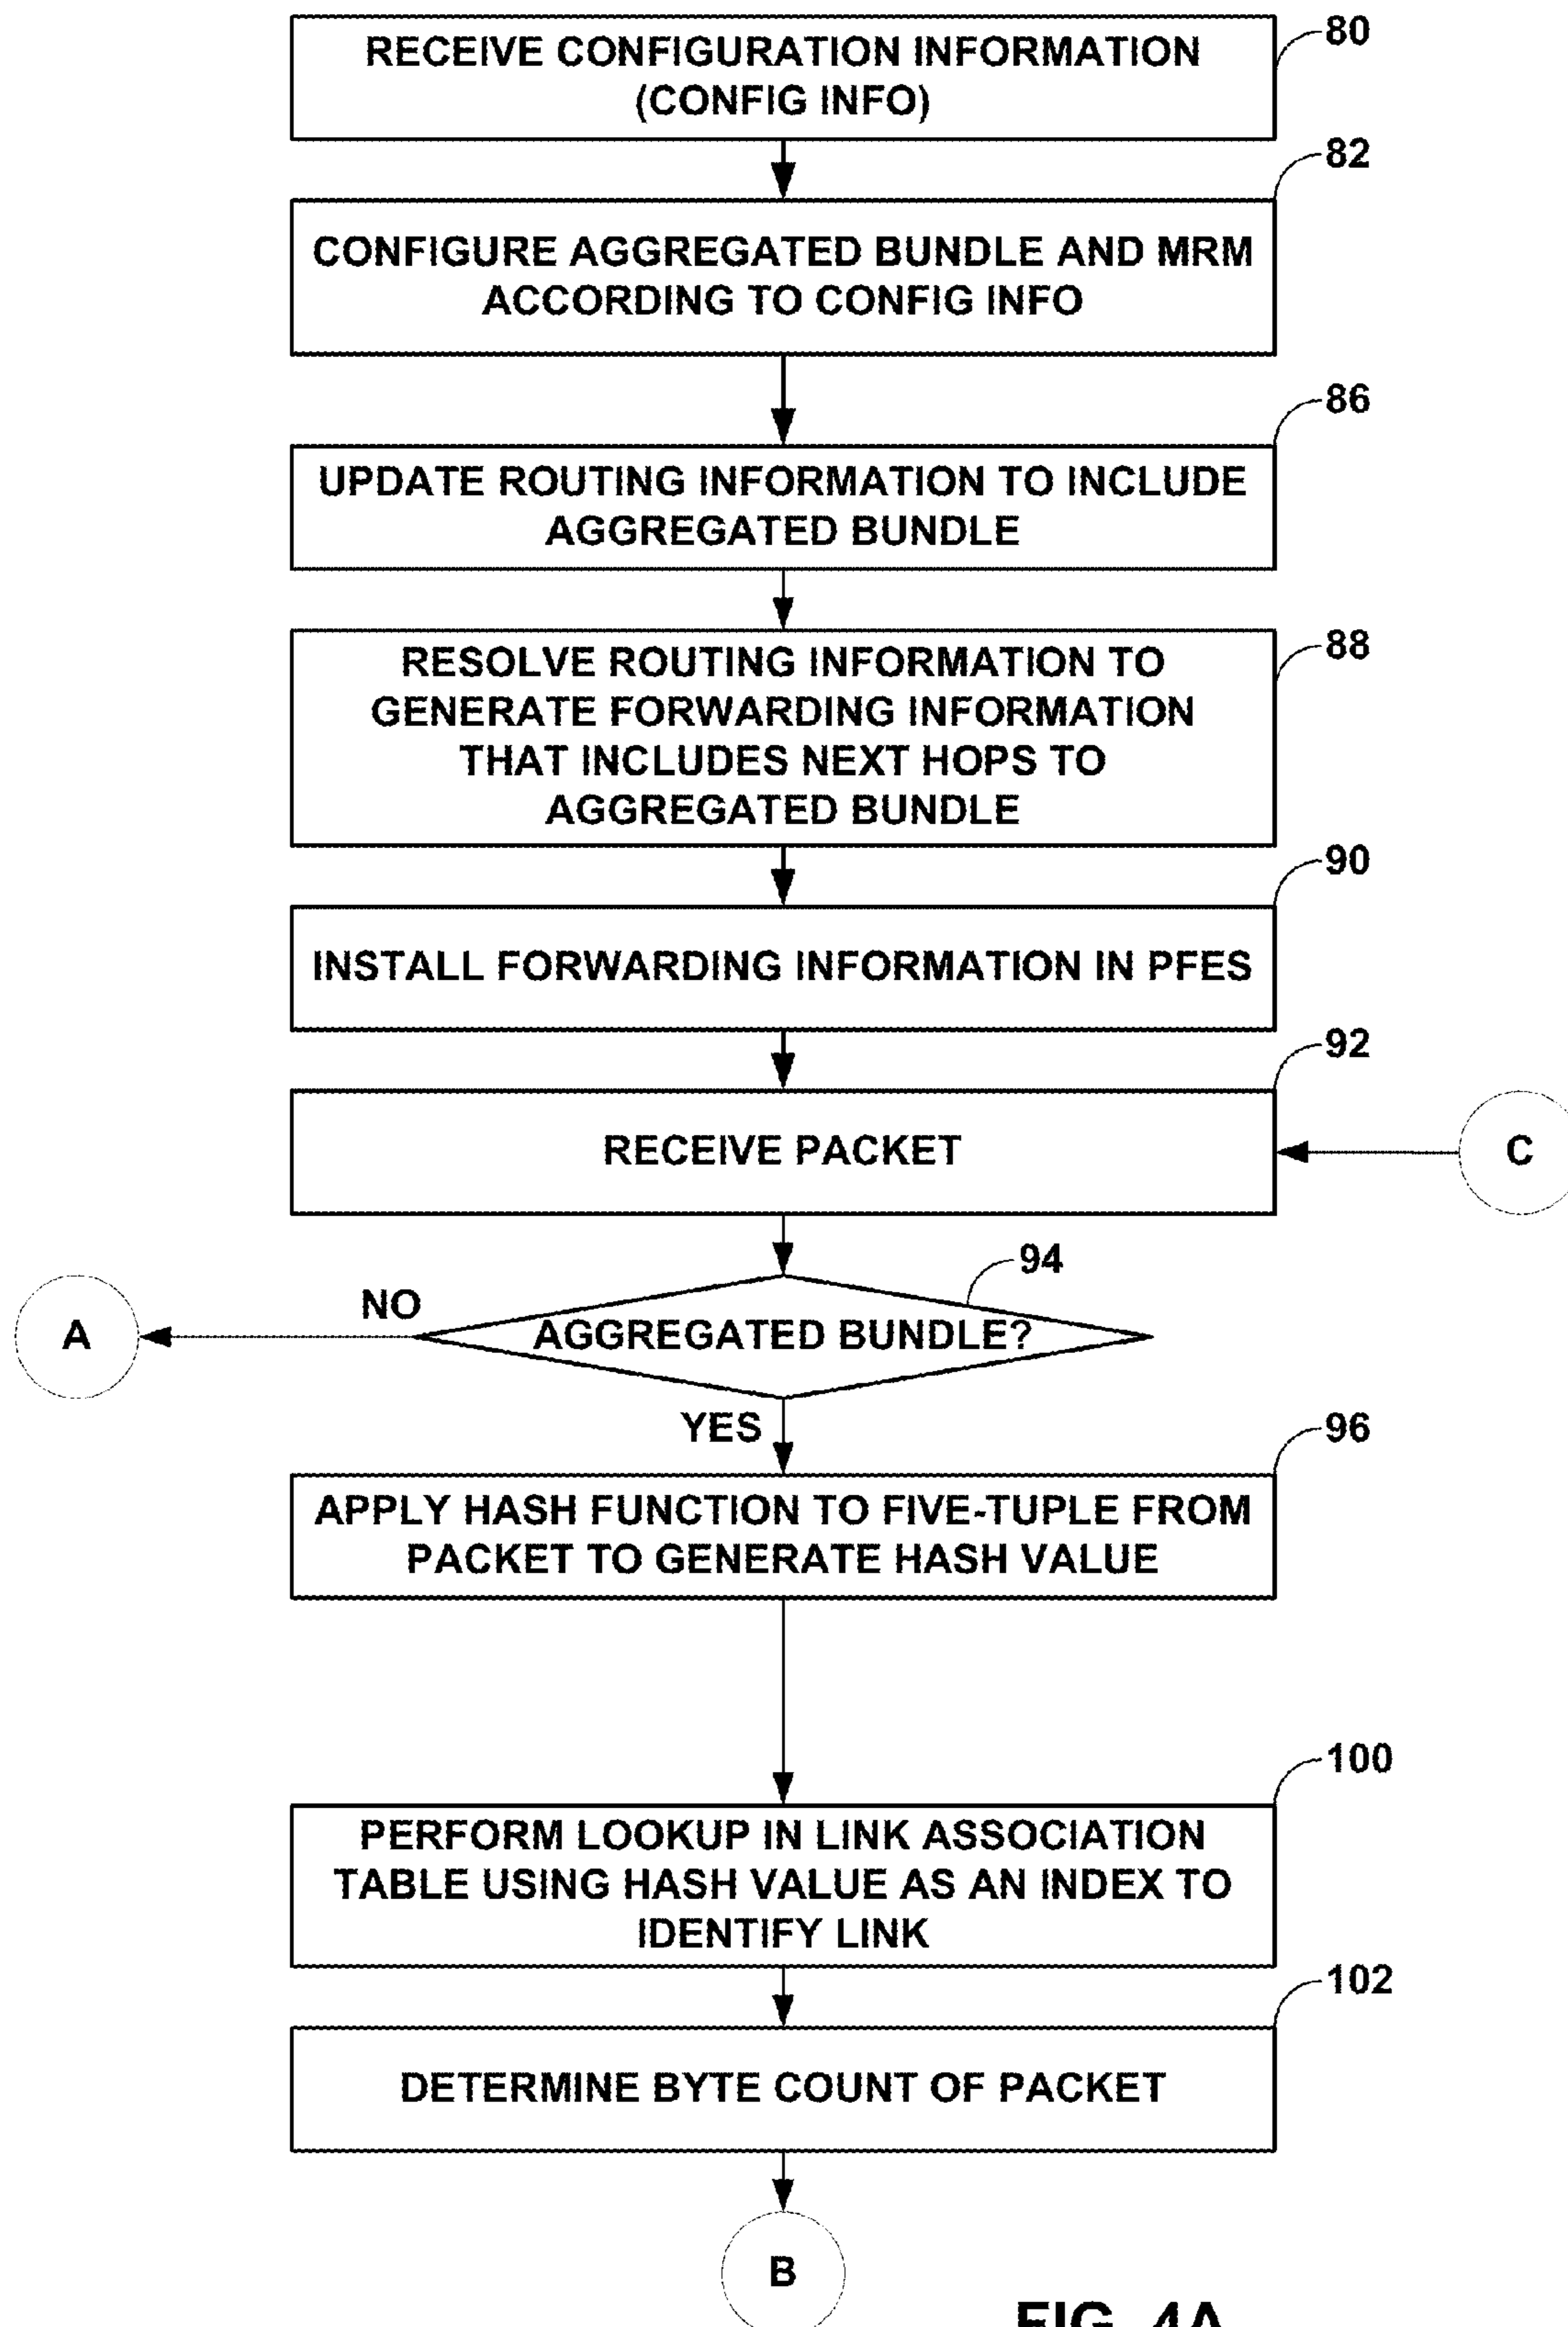 RECEIVE CONFIGURATION INFORMATION
(CONFIG INFO)
80
82
CONFIGURE AGGREGATED BUNDLE AND MRM
ACCORDING TO CONFIG INFO
86
UPDATE ROUTING INFORMATION TO INCLUDE
AGGREGATED BUNDLE
88
RESOLVE ROUTING INFORMATION TO
GENERATE FORWARDING INFORMATION
THAT INCLUDES NEXT HOPS TO
AGGREGATED BUNDLE
90
INSTALL FORWARDING INFORMATION IN PFES
92
RECEIVE PACKET
C
94
NO
A
AGGREGATED BUNDLE?
YES
96
APPLY HASH FUNCTION TO FIVE-TUPLE FROM
PACKET TO GENERATE HASH VALUE
100
PERFORM LOOKUP IN LINK ASSOCIATION
TABLE USING HASH VALUE AS AN INDEX TO
IDENTIFY LINK
102
DETERMINE BYTE COUNT OF PACKET
B
FIG. 4A